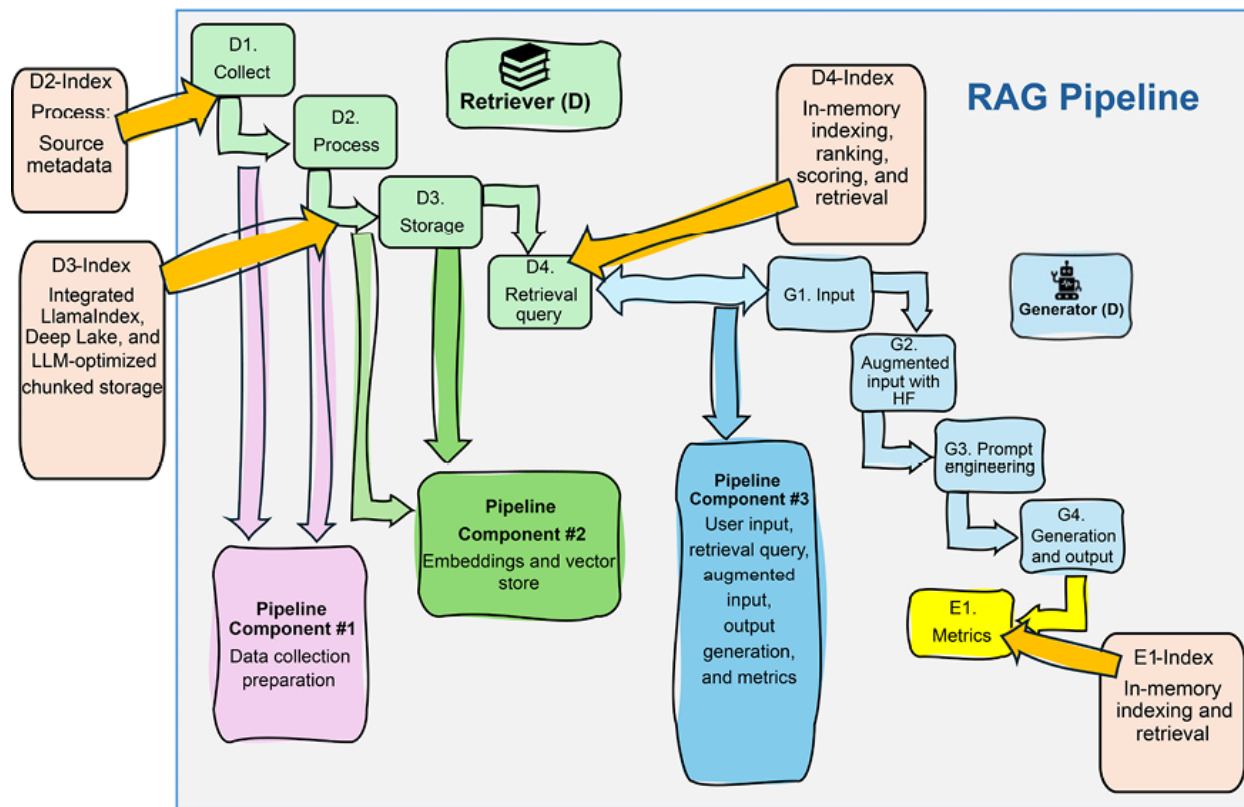 RAG Pipeline
D1.
Collect
Retriever (D)
D2-Index
Process:
Source
metadata
D2.
Process
D4-Index
In-memory
indexing,
ranking,
scoring, and
retrieval
D3.
Storage
D3-Index
Integrated
LlamaIndex,
Deep Lake, and
LLM-optimized
chunked storage
D4.
Retrieval
query
G1. Input
Generator (D)
G2.
Augmented
input with
HF
G3. Prompt
engineering
G4.
Generation
and output
Pipeline
Component #1
Data collection
preparation
Pipeline
Component #2
Embeddings and vector
store
Pipeline
Component #3
User input,
retrieval query,
augmented
input,
output
generation,
and metrics
E1.
Metrics
E1-Index
In-memory
indexing and
retrieval